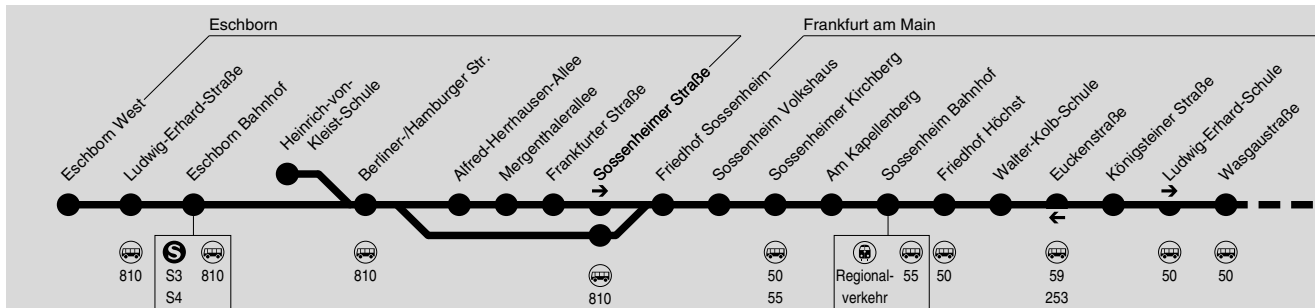 Eschborn
Frankfurt am Main
Eschborn West
Ludwig-Erhard-Straße
Eschborn Bahnhof
Heinrich-von-
Kleist-Schule
Berliner-/Hamburger Str.
Alfred-Herrhausen-Allee
Mergenthalerallee
Frankfurter Straße
Sossenheimer Straße
Friedhof Sossenheim
Sossenheim Volkshaus
Sossenheimer Kirchberg
Am Kapellenberg
Sossenheim Bahnhof
Friedhof Höchst
Walter-Kolb-Schule
Euckenstraße
Königsteiner Straße
Ludwig-Erhard-Schule
Wasgaustraße
810
S
S3
S4
810
810
810
50
55
Regional-
verkehr
55
50
59
253
50
50